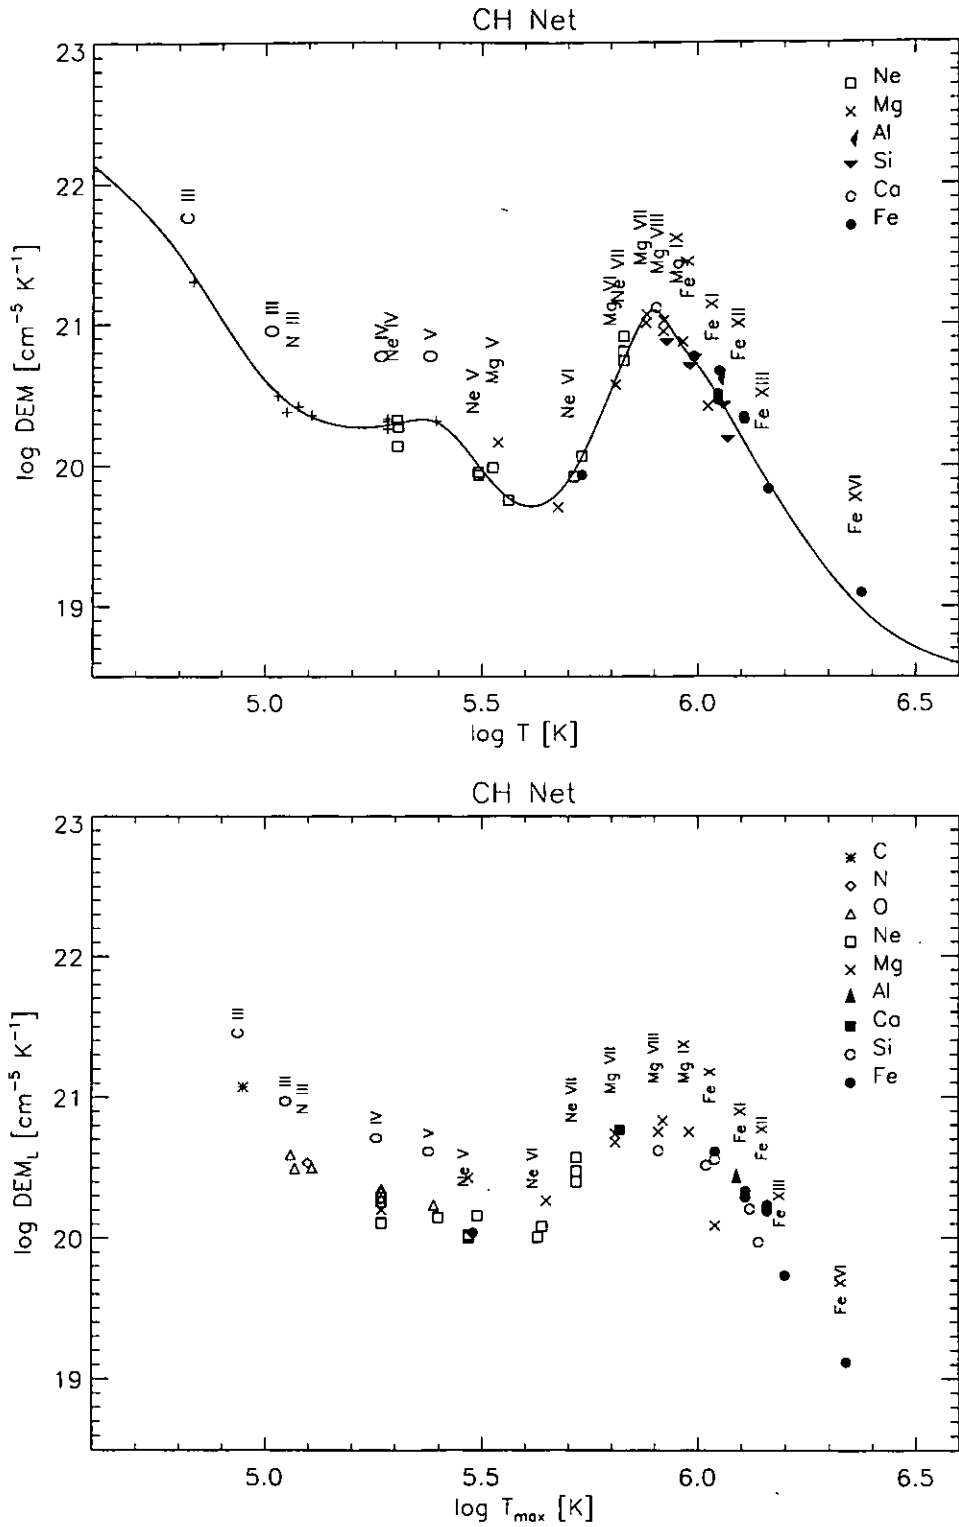 CH Net
23
22
21
20
19
log DEM [cm⁻⁵ K⁻¹]
5.0 5.5 6.0 6.5
log T [K]
Ne
Mg
Al
Si
Ca
Fe
C III
O III
N III
O IV
Ne IV
O V
Ne V
Mg V
Ne VI
Mg VI
Ne VII
Mg VII
Mg VIII
Mg IX
Fe X
Fe XI
Fe XII
Fe XIII
Fe XVI
CH Net
23
22
21
20
19
log DEM_L [cm⁻⁵ K⁻¹]
5.0 5.5 6.0 6.5
log T_max [K]
C
N
O
Ne
Mg
Al
Ca
Si
Fe
C III
O III
N III
O IV
O V
Ne V
Ne VI
Ne VII
Mg VII
Mg VIII
Mg IX
Fe X
Fe XI
Fe XII
Fe XIII
Fe XVI